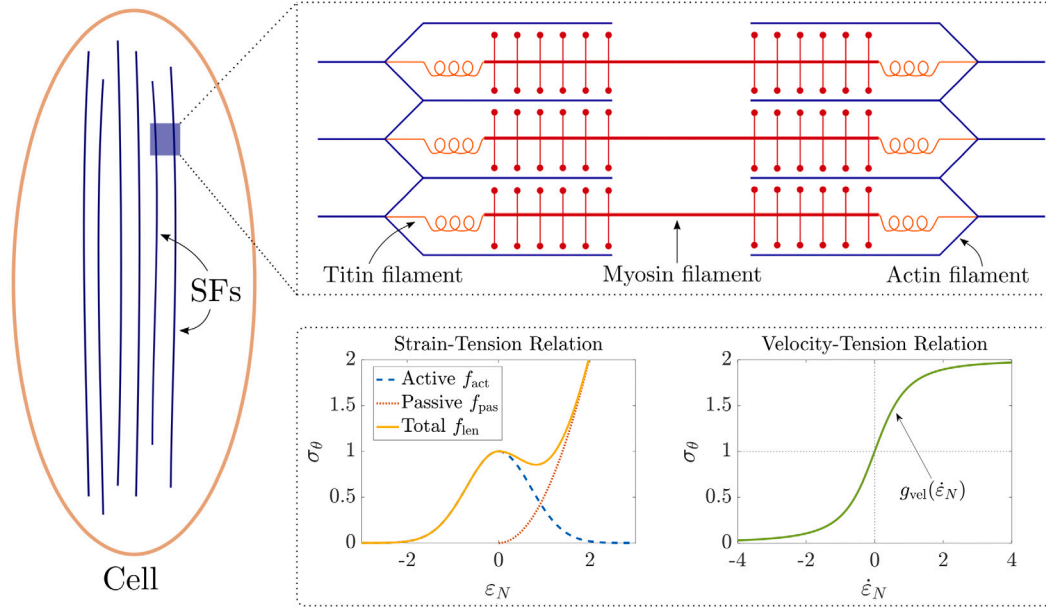 SFs
Cell
Titin filament
Myosin filament
Actin filament
Strain-Tension Relation
σ_θ
2
1.5
1
0.5
0
-2
0
2
ε_N
Active f_act
Passive f_pas
Total f_len
Velocity-Tension Relation
σ_θ
2
1.5
1
0.5
0
-4
-2
0
2
4
ε̇_N
g_vel(ε̇_N)